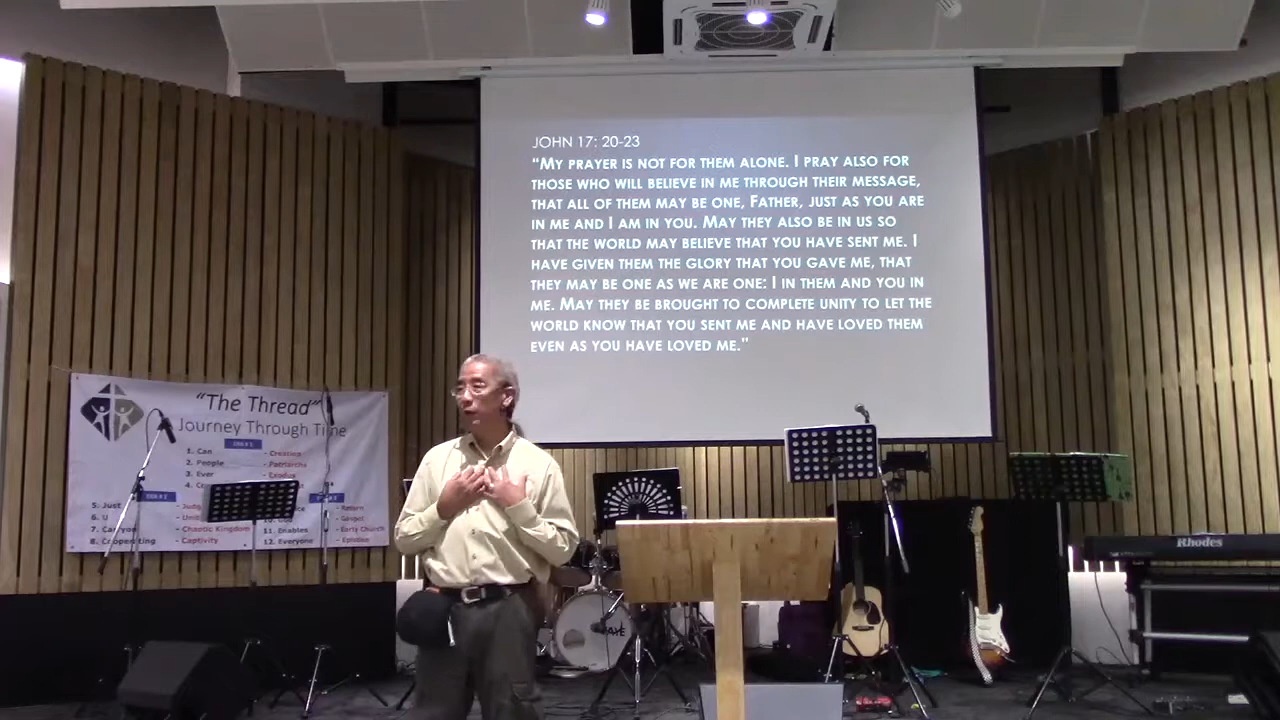 JOHN 17: 20-23
“MY PRAYER IS NOT FOR THEM ALONE. I PRAY ALSO FOR
THOSE WHO WILL BELIEVE IN ME THROUGH THEIR MESSAGE,
THAT ALL OF THEM MAY BE ONE, FATHER, JUST AS YOU ARE
IN ME AND I AM IN YOU. MAY THEY ALSO BE IN US SO
THAT THE WORLD MAY BELIEVE THAT YOU HAVE SENT ME. I
HAVE GIVEN THEM THE GLORY THAT YOU GAVE ME, THAT
THEY MAY BE ONE AS WE ARE ONE: I IN THEM AND YOU IN
ME. MAY THEY BE BROUGHT TO COMPLETE UNITY TO LET THE
WORLD KNOW THAT YOU SENT ME AND HAVE LOVED THEM
EVEN AS YOU HAVE LOVED ME.”
“The Thread”
Journey Through Time
1. Can - Creation
2. People - Patriarchs
3. Ever - Exodus
4.
5. Just
6. U
7. Canyon - Chaotic Kingdom
8. - Captivity
- Return
- Gospel
11. Enables - Early Church
12. Everyone - Epistles
Rhodes